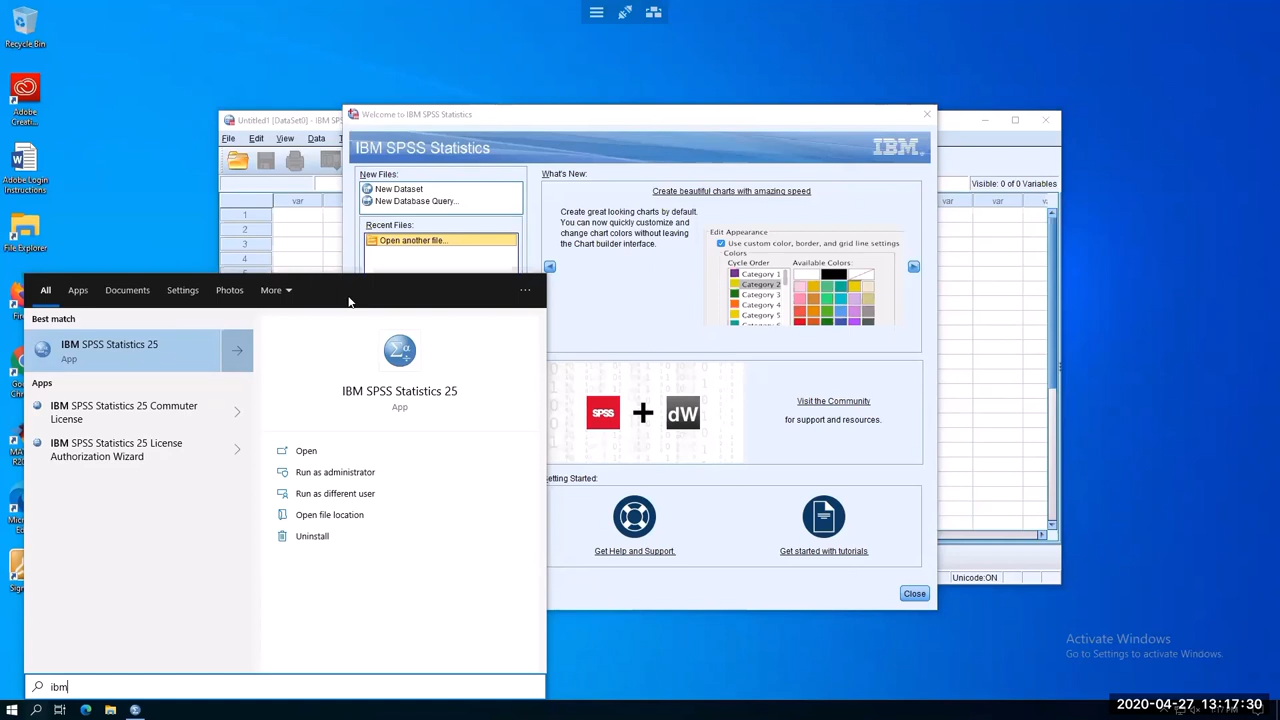 Recycle Bin
Adobe
Creati...
Adobe Login
Instructions
File Explorer
Untitled1 [DataSet0] - IBM SPS
File Edit View Data
Visible: 0 of 0 Variables
var
var
var
1
2
3
4
Welcome to IBM SPSS Statistics
IBM SPSS Statistics
IBM
New Files:
New Dataset
New Database Query...
Recent Files:
Open another file...
What's New:
Create beautiful charts with amazing speed
Create great looking charts by default.
You can now quickly customize and
change chart colors without leaving
the Chart builder interface.
Edit Appearance
Use custom color, border, and grid line settings
Colors
Cycle Order Available Colors:
Category 1
Category 2
Category 3
Category 4
Category 5
SPSS + dW
Visit the Community
for support and resources.
Getting Started:
Get Help and Support.
Get started with tutorials
Close
Unicode:ON
All Apps Documents Settings Photos More ...
Best match
IBM SPSS Statistics 25
App
Apps
IBM SPSS Statistics 25 Commuter
License
IBM SPSS Statistics 25 License
Authorization Wizard
IBM SPSS Statistics 25
App
Open
Run as administrator
Run as different user
Open file location
Uninstall
ibm
Activate Windows
Go to Settings to activate Windows.
2020-04-27 13:17:30